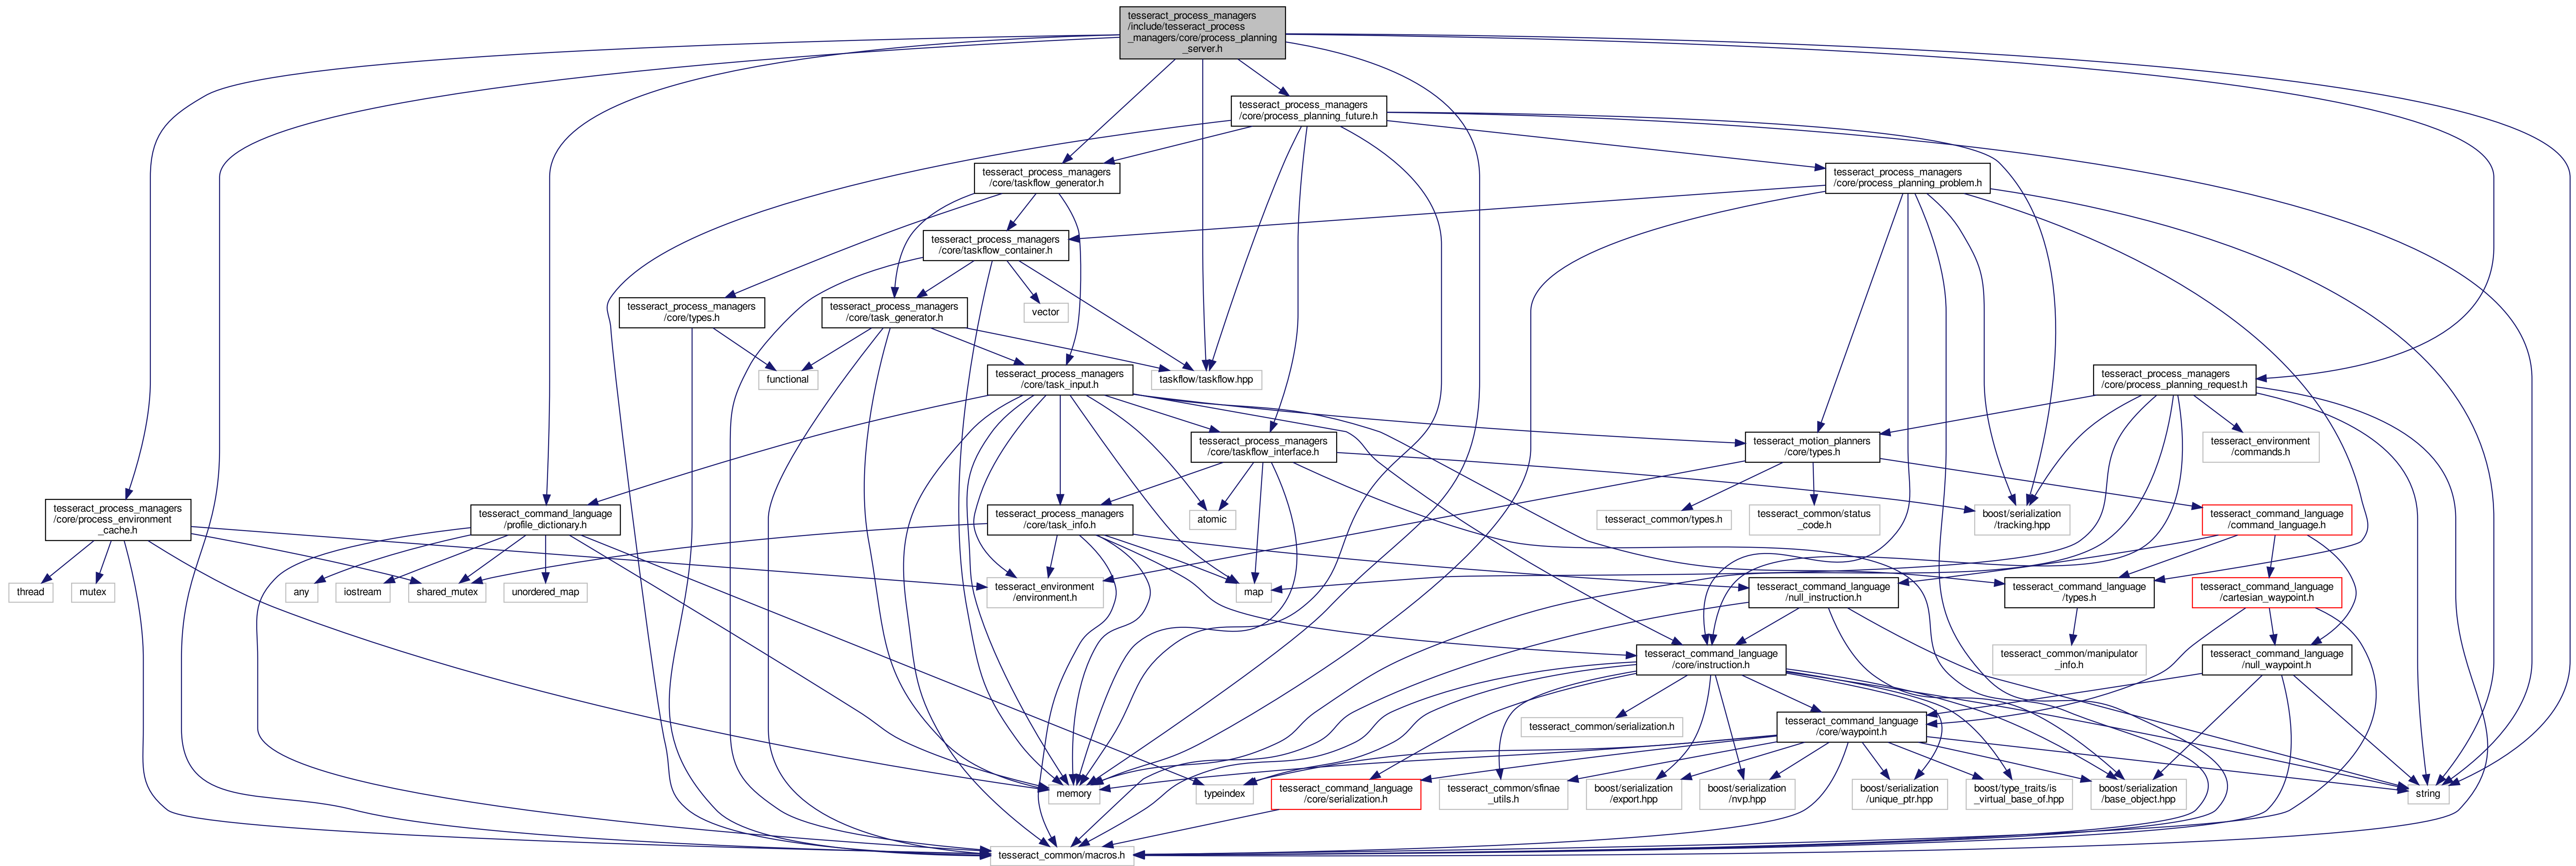 tesseract_process_managers
/include/tesseract_process
_managers/core/process_planning
_server.h
tesseract_process_managers
/core/process_planning_future.h
tesseract_process_managers
/core/taskflow_generator.h
tesseract_process_managers
/core/process_planning_problem.h
tesseract_process_managers
/core/taskflow_container.h
tesseract_process_managers
/core/types.h
tesseract_process_managers
/core/task_generator.h
vector
functional
tesseract_process_managers
/core/task_input.h
taskflow/taskflow.hpp
tesseract_process_managers
/core/process_planning_request.h
tesseract_process_managers
/core/taskflow_interface.h
tesseract_motion_planners
/core/types.h
tesseract_environment
/commands.h
tesseract_process_managers
/core/process_environment
_cache.h
tesseract_command_language
/profile_dictionary.h
tesseract_process_managers
/core/task_info.h
atomic
tesseract_common/types.h
tesseract_common/status
_code.h
boost/serialization
/tracking.hpp
tesseract_command_language
/command_language.h
thread
mutex
any
iostream
shared_mutex
unordered_map
tesseract_environment
/environment.h
map
tesseract_command_language
/null_instruction.h
tesseract_command_language
/types.h
tesseract_command_language
/cartesian_waypoint.h
tesseract_command_language
/core/instruction.h
tesseract_common/manipulator
_info.h
tesseract_command_language
/null_waypoint.h
tesseract_common/serialization.h
tesseract_command_language
/core/waypoint.h
memory
typeindex
tesseract_command_language
/core/serialization.h
tesseract_common/sfinae
_utils.h
boost/serialization
/export.hpp
boost/serialization
/nvp.hpp
boost/serialization
/unique_ptr.hpp
boost/type_traits/is
_virtual_base_of.hpp
boost/serialization
/base_object.hpp
string
tesseract_common/macros.h